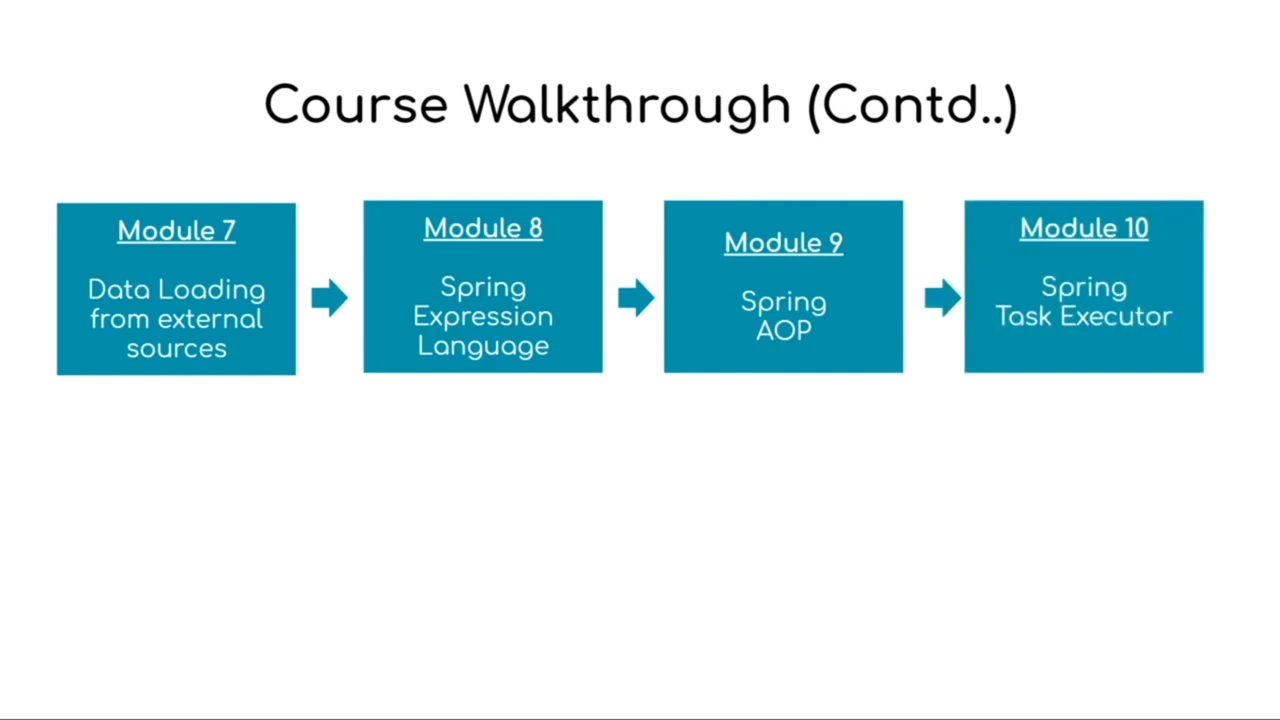 Course Walkthrough (Contd..)
Module 7
Data Loading
from external
sources
Module 8
Spring
Expression
Language
Module 9
Spring
AOP
Module 10
Spring
Task Executor